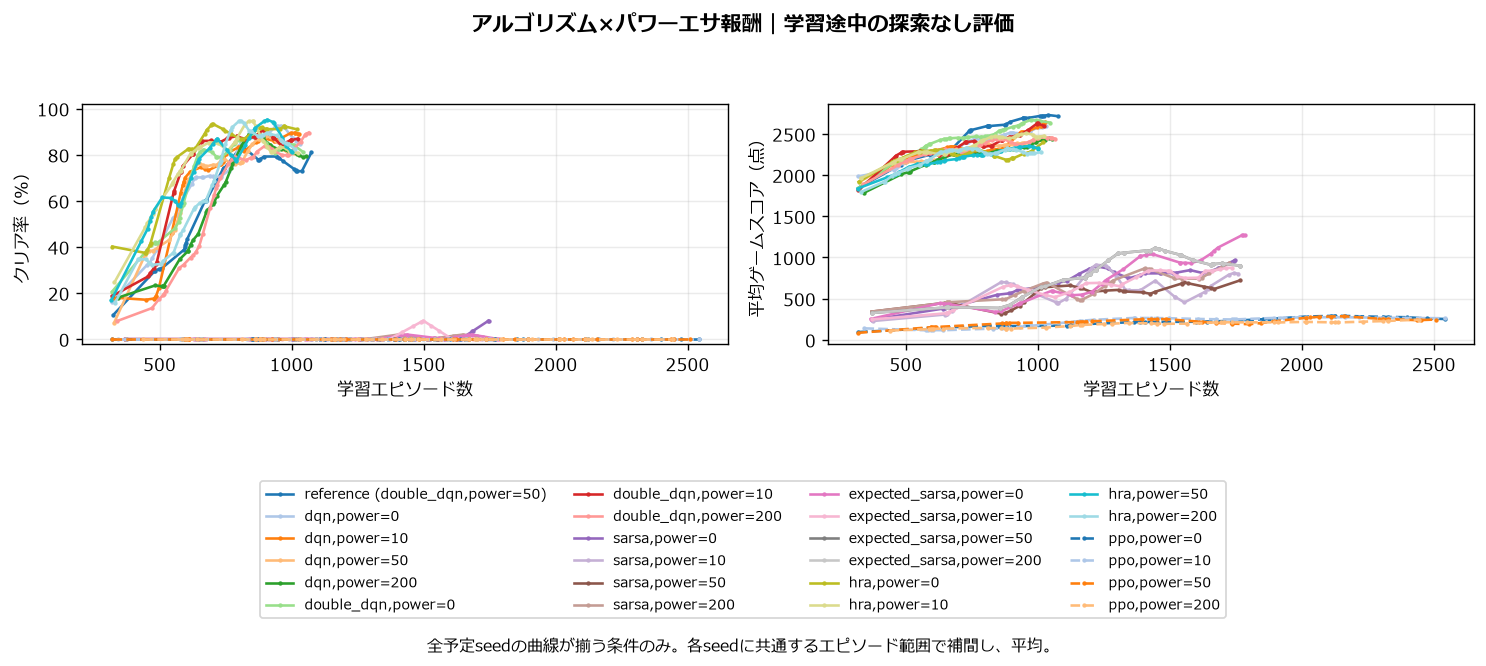 アルゴリズム×パワーエサ報酬｜学習途中の探索なし評価
クリア率（%）
100
80
60
40
20
0
500
1000
1500
2000
2500
学習エピソード数
平均ゲームスコア（点）
2500
2000
1500
1000
500
0
500
1000
1500
2000
2500
学習エピソード数
reference (double_dqn,power=50)
dqn,power=0
dqn,power=10
dqn,power=50
dqn,power=200
double_dqn,power=0
double_dqn,power=10
double_dqn,power=200
sarsa,power=0
sarsa,power=10
sarsa,power=50
sarsa,power=200
expected_sarsa,power=0
expected_sarsa,power=10
expected_sarsa,power=50
expected_sarsa,power=200
hra,power=0
hra,power=10
hra,power=50
hra,power=200
ppo,power=0
ppo,power=10
ppo,power=50
ppo,power=200
全予定seedの曲線が揃う条件のみ。各seedに共通するエピソード範囲で補間し、平均。